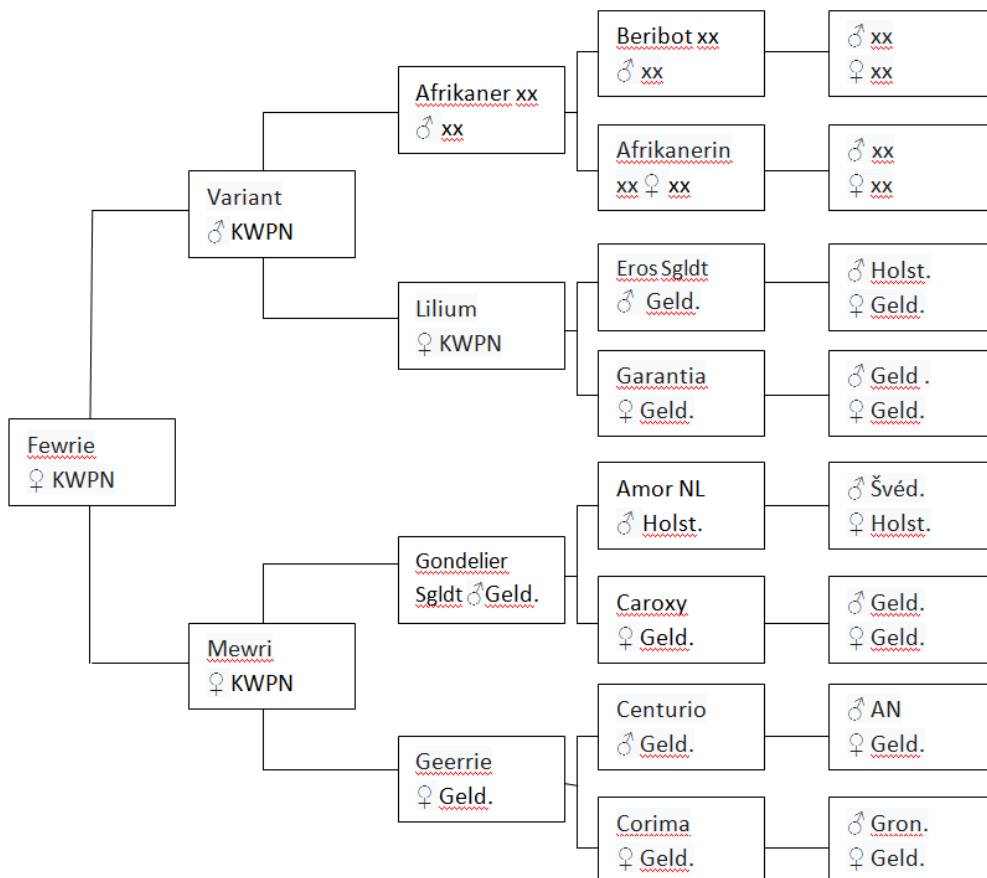 Beribot xx
♂ xx
♂ xx
♀ xx
Afrikaner xx
♂ xx
Afrikanerin
xx ♀ xx
♂ xx
♀ xx
Variant
♂ KWPN
Eros Sgldt
♂ Geld.
♂ Holst.
♀ Geld.
Lilium
♀ KWPN
Garantia
♀ Geld.
♂ Geld .
♀ Geld.
Fewrie
♀ KWPN
Amor NL
♂ Holst.
♂ Švéd.
♀ Holst.
Gondelier
Sgldt ♂Geld.
Caroxy
♀ Geld.
♂ Geld.
♀ Geld.
Mewri
♀ KWPN
Centurio
♂ Geld.
♂ AN
♀ Geld.
Geerrie
♀ Geld.
Corima
♀ Geld.
♂ Gron.
♀ Geld.